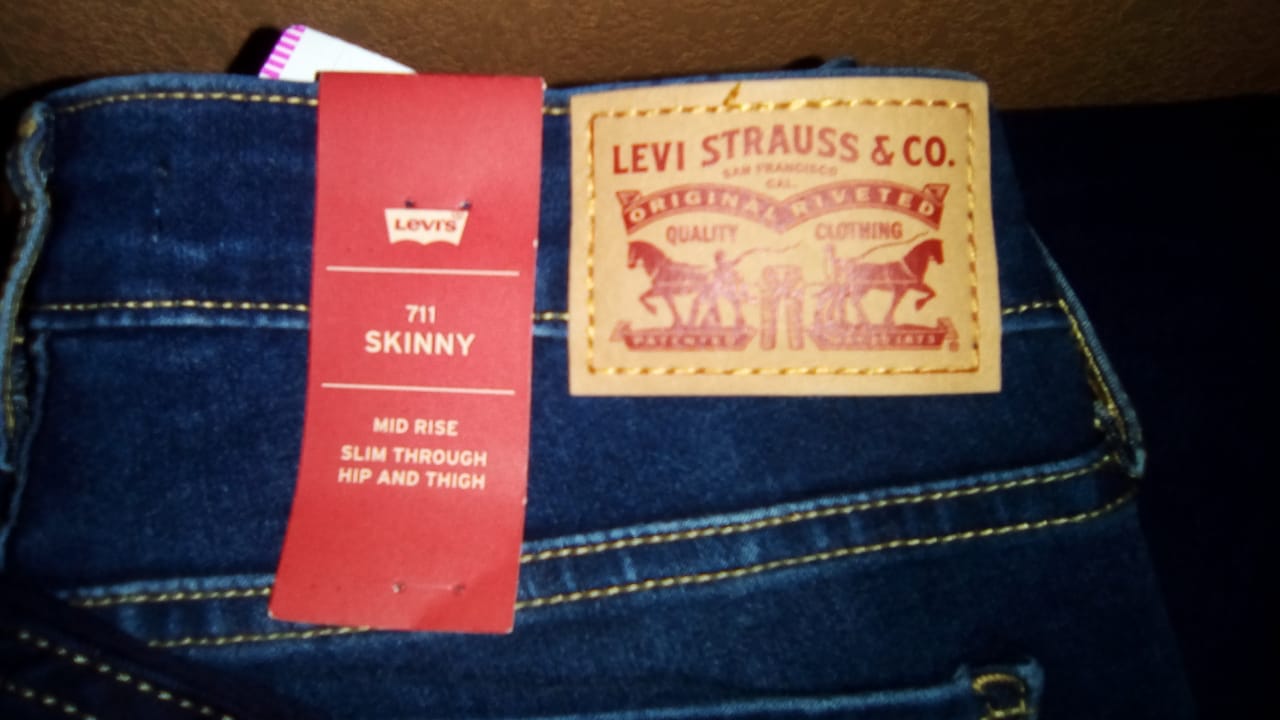 Levi's
711
SKINNY
MID RISE
SLIM THROUGH
HIP AND THIGH
LEVI STRAUSS & CO.
SAN FRANCISCO
CAL.
ORIGINAL RIVETED
QUALITY CLOTHING
PATENTED